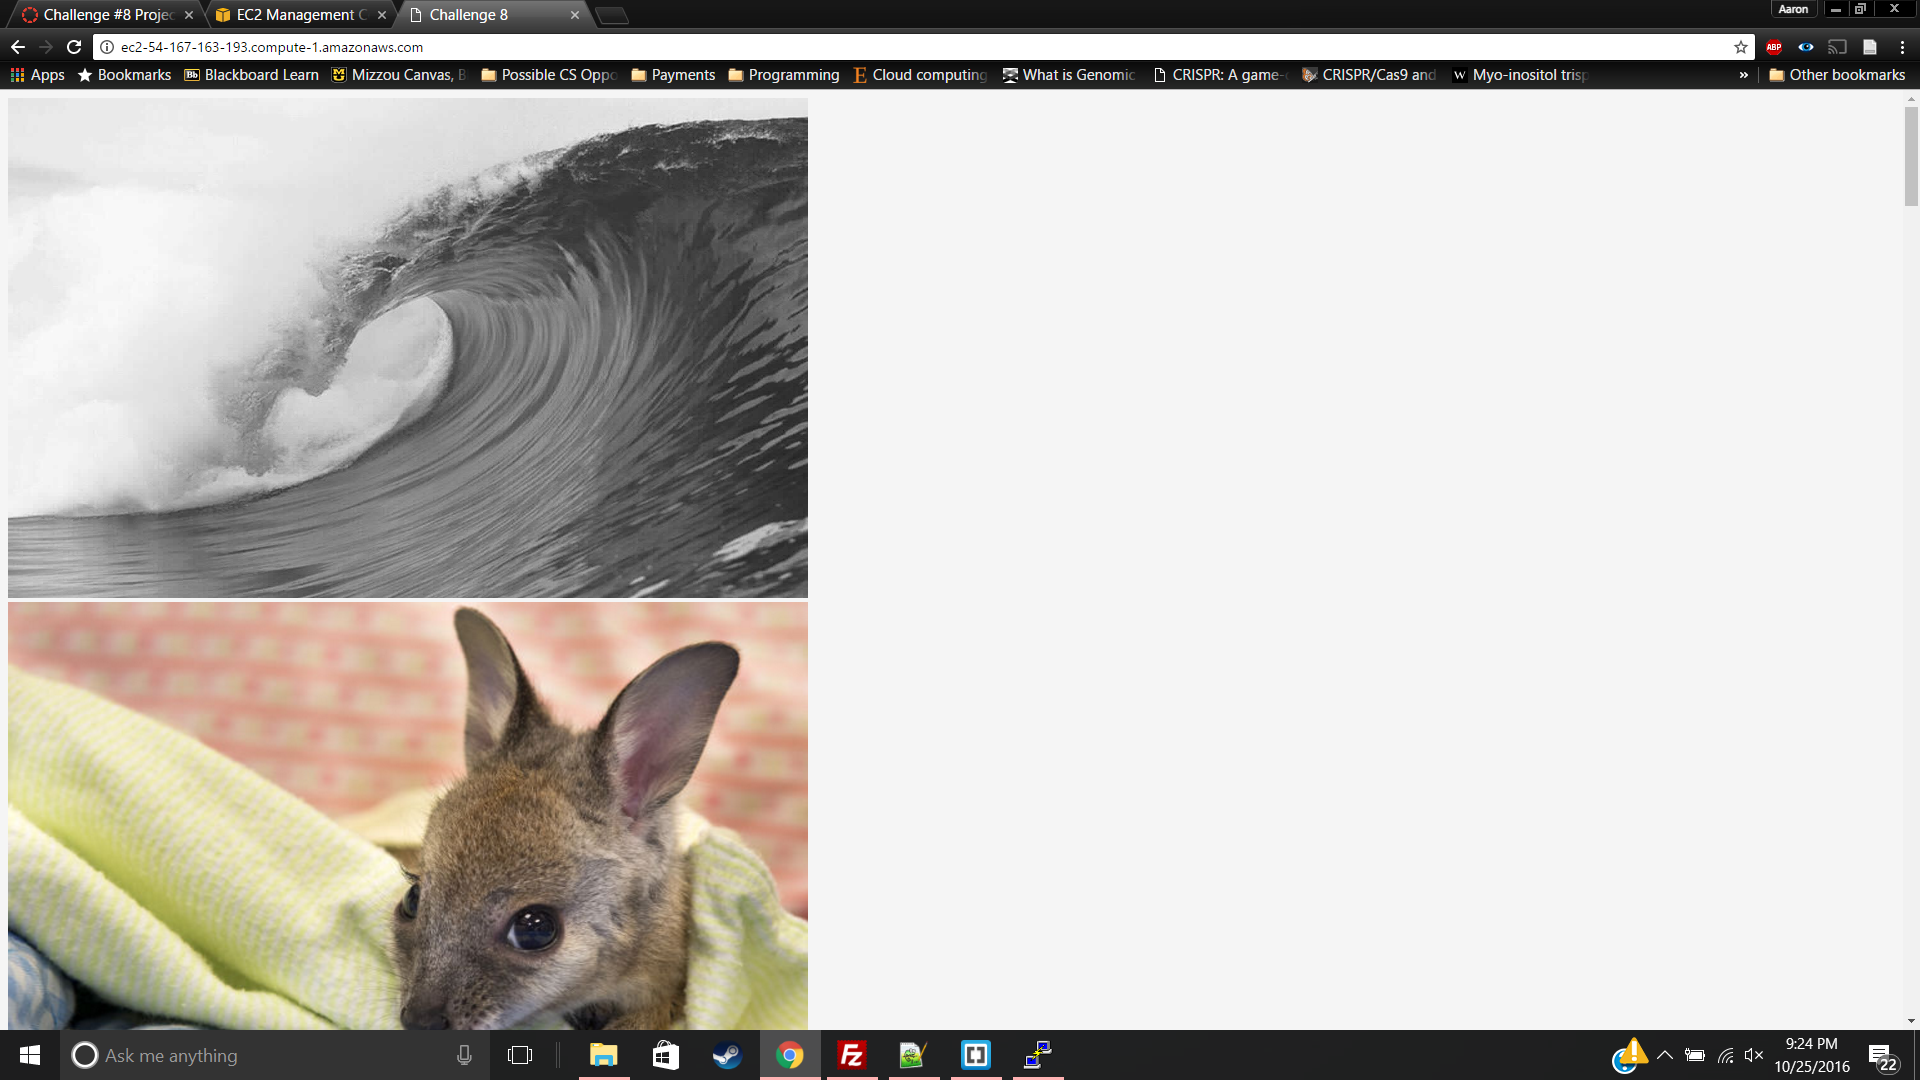 Challenge #8 Projec
EC2 Management C
Challenge 8
Aaron
ec2-54-167-163-193.compute-1.amazonaws.com
ABP
Apps
Bookmarks
Bb Blackboard Learn
Mizzou Canvas, B
Possible CS Oppo
Payments
Programming
E Cloud computing
What is Genomic
CRISPR: A game-c
CRISPR/Cas9 and
W Myo-inositol trisp
»
Other bookmarks
Ask me anything
Fz
9:24 PM
10/25/2016
22